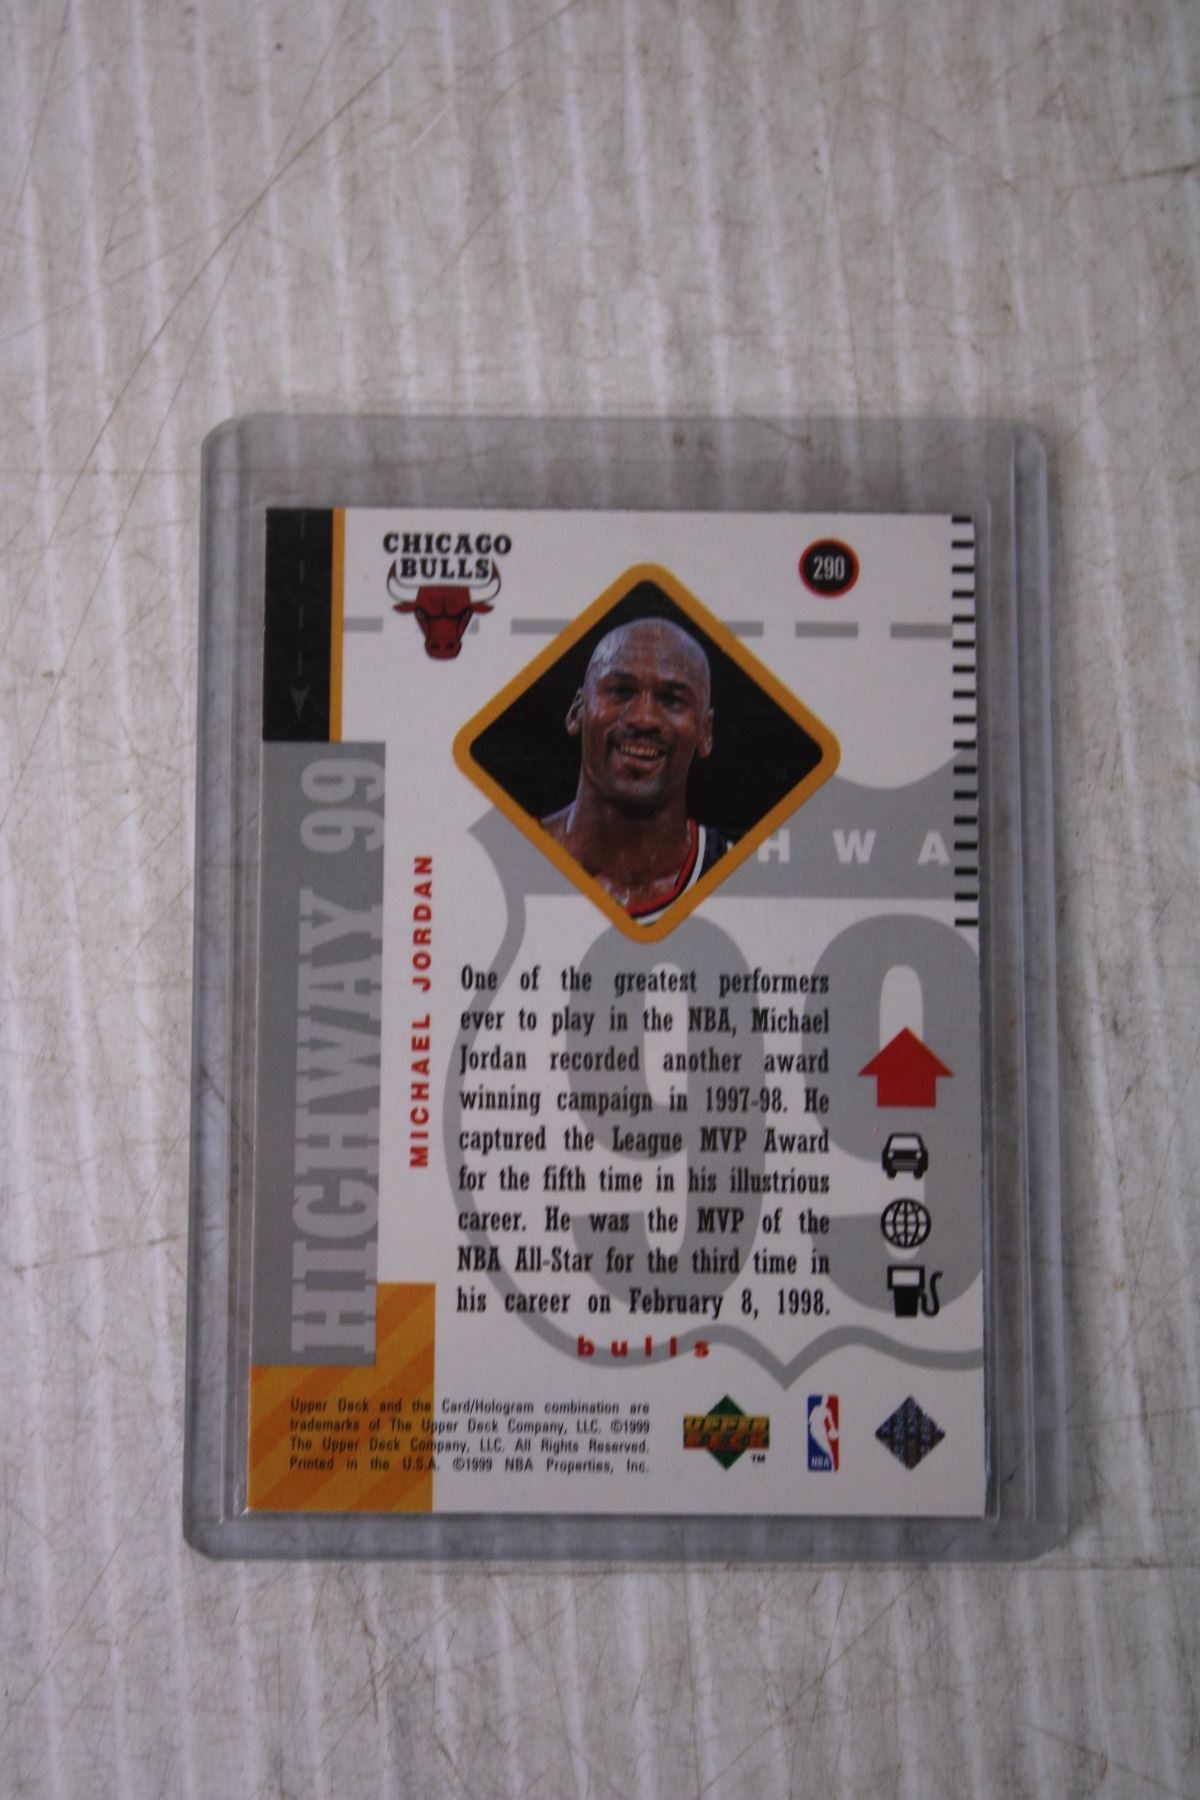 CHICAGO
BULLS
290
HWA
99
HIGHWAY 99
MICHAEL JORDAN
One of the greatest performers
ever to play in the NBA, Michael
Jordan recorded another award
winning campaign in 1997-98. He
captured the League MVP Award
for the fifth time in his illustrious
career. He was the MVP of the
NBA All-Star for the third time in
his career on February 8, 1998.
bulls
Upper Deck and the Card/Hologram combination are
trademarks of The Upper Deck Company, LLC. ©1999
The Upper Deck Company, LLC. All Rights Reserved.
Printed in the U.S.A. ©1999 NBA Properties, Inc.
UPPER
DECK
TM
NBA